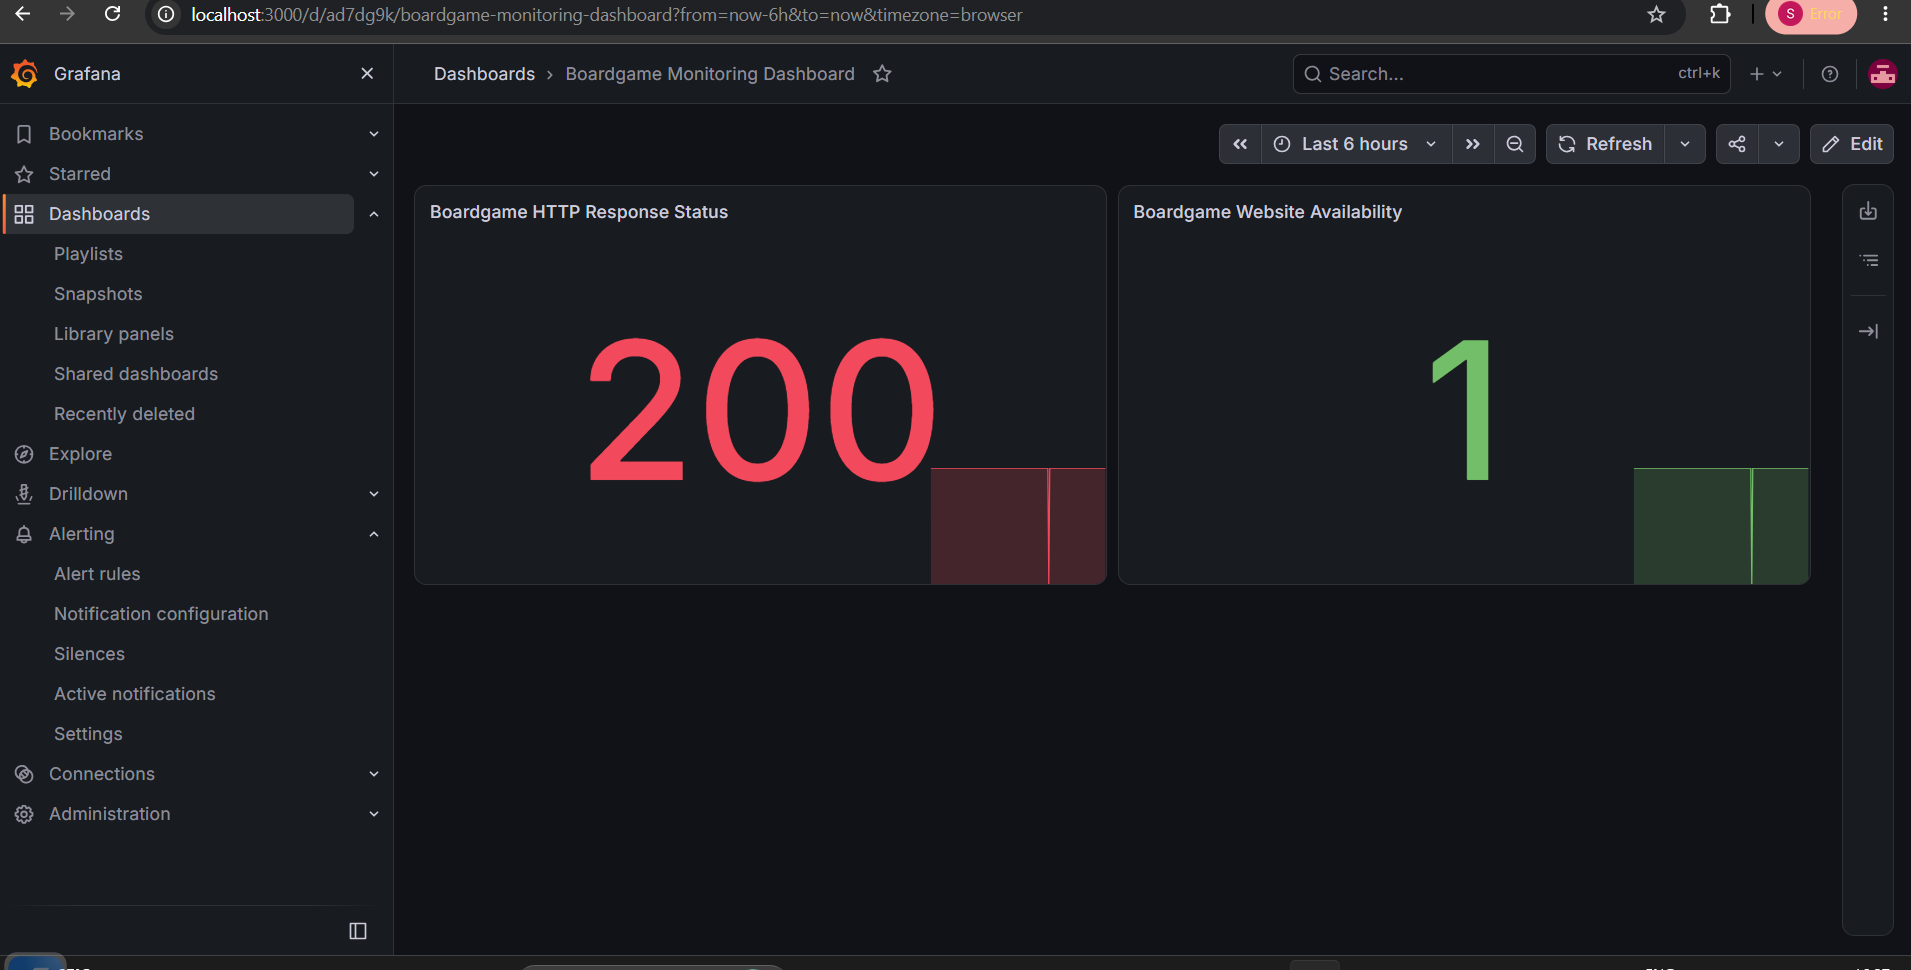 localhost:3000/d/ad7dg9k/boardgame-monitoring-dashboard?from=now-6h&to=now&timezone=browser
S Error
Grafana
Dashboards › Boardgame Monitoring Dashboard
Search... ctrl+k
Bookmarks
Starred
Dashboards
Playlists
Snapshots
Library panels
Shared dashboards
Recently deleted
Explore
Drilldown
Alerting
Alert rules
Notification configuration
Silences
Active notifications
Settings
Connections
Administration
Last 6 hours
Refresh
Edit
Boardgame HTTP Response Status
200
Boardgame Website Availability
1